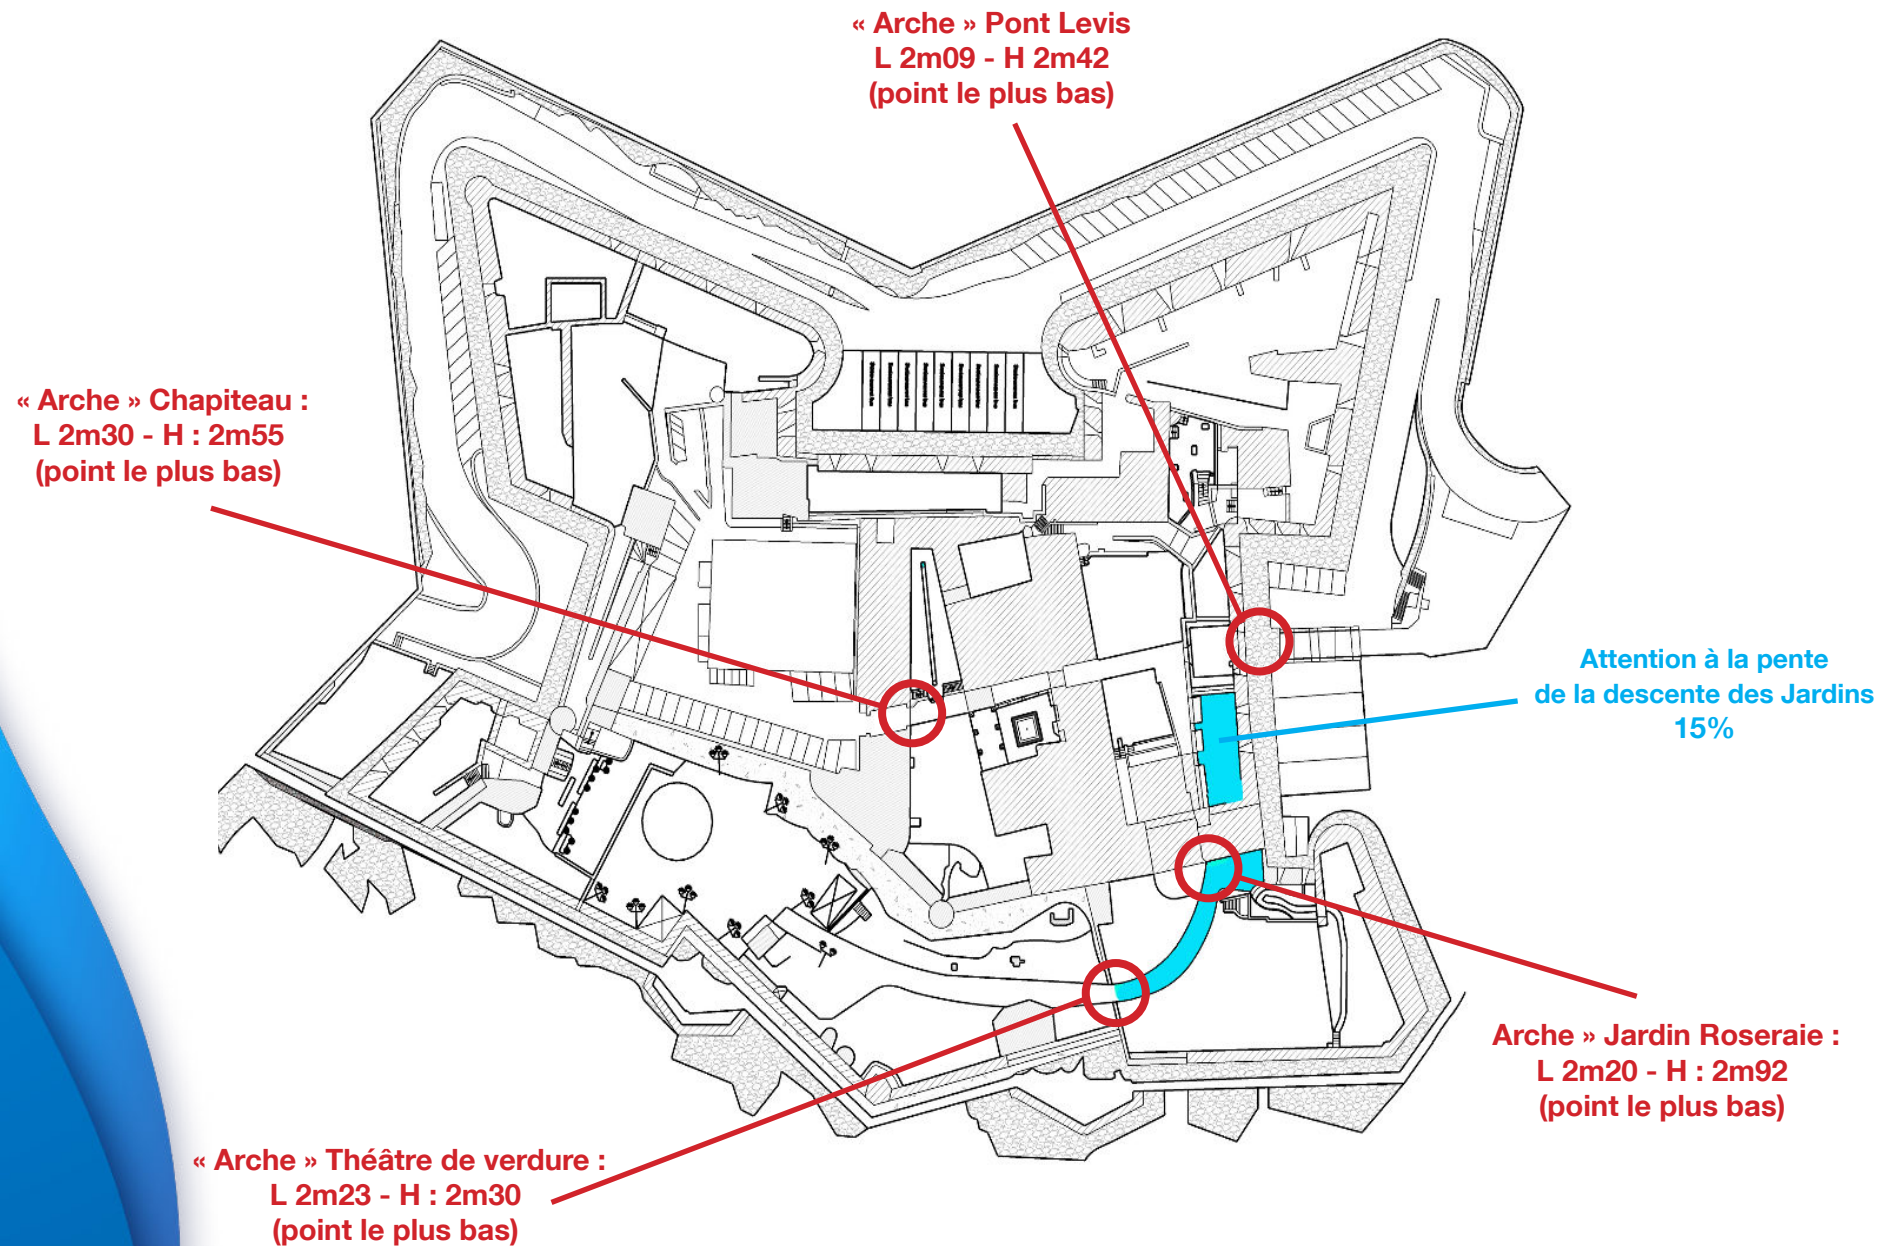 « Arche » Pont Levis
L 2m09 - H 2m42
(point le plus bas)
« Arche » Chapiteau :
L 2m30 - H : 2m55
(point le plus bas)
Attention à la pente
de la descente des Jardins
15%
Arche » Jardin Roseraie :
L 2m20 - H : 2m92
(point le plus bas)
« Arche » Théâtre de verdure :
L 2m23 - H : 2m30
(point le plus bas)